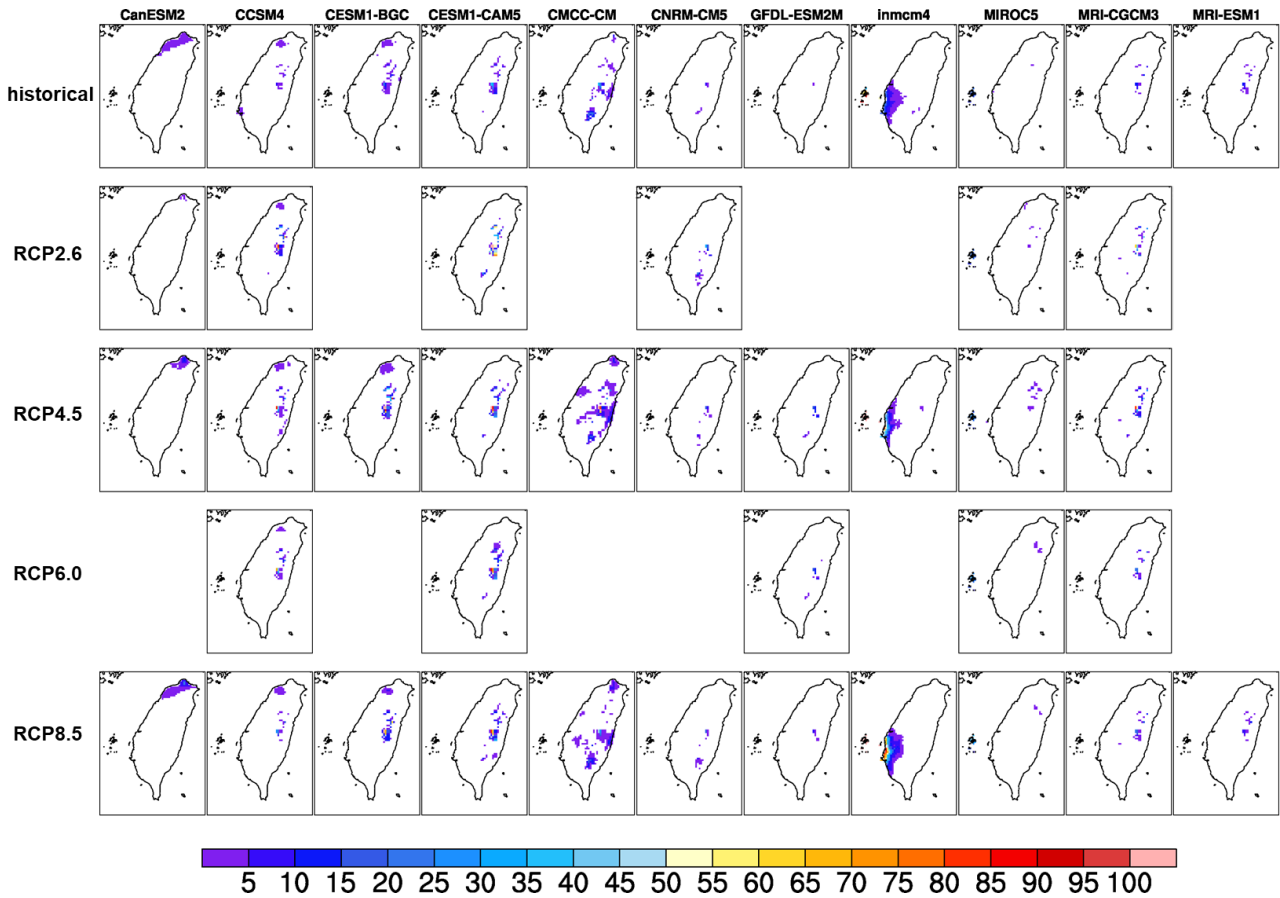 CanESM2 CCSM4 CESM1-BGC CESM1-CAM5 CMCC-CM CNRM-CM5 GFDL-ESM2M inmcm4 MIROC5 MRI-CGCM3 MRI-ESM1
historical
RCP2.6
RCP4.5
RCP6.0
RCP8.5
5 10 15 20 25 30 35 40 45 50 55 60 65 70 75 80 85 90 95 100